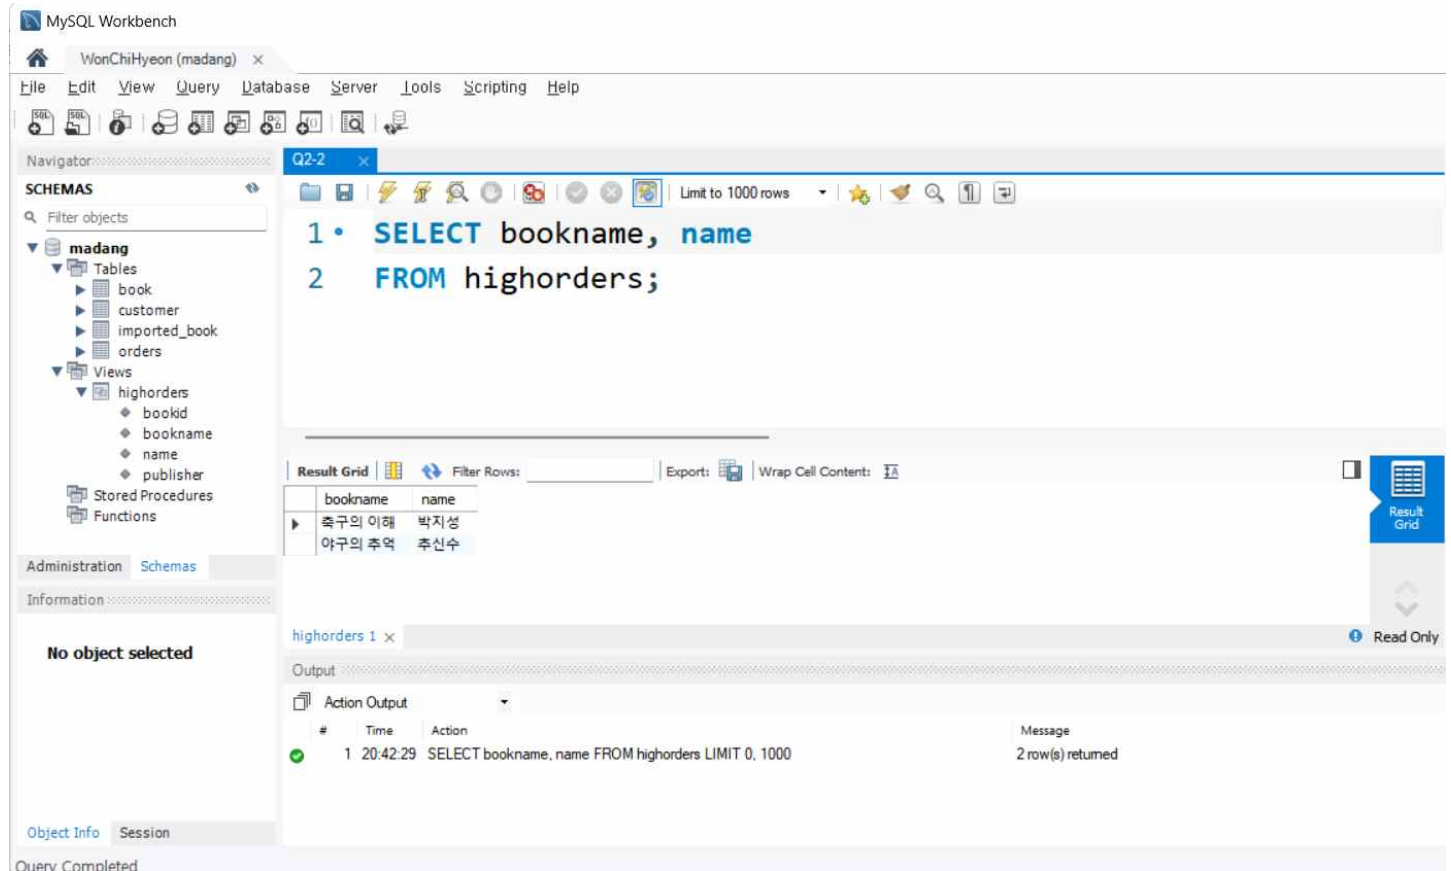 MySQL Workbench
WonChiHyeon (madang) ×
File Edit View Query Database Server Tools Scripting Help
Navigator
SCHEMAS
Filter objects
madang
Tables
book
customer
imported_book
orders
Views
highorders
bookid
bookname
name
publisher
Stored Procedures
Functions
Administration Schemas
Information
No object selected
Object Info Session
Query Completed
Q2-2 ×
Limit to 1000 rows
1 SELECT bookname, name
2 FROM highorders;
Result Grid Filter Rows: Export: Wrap Cell Content:
bookname name
축구의 이해 박지성
야구의 추억 추신수
Result
Grid
highorders 1 ×
Read Only
Output
Action Output
# Time Action Message
1 20:42:29 SELECT bookname, name FROM highorders LIMIT 0, 1000 2 row(s) returned